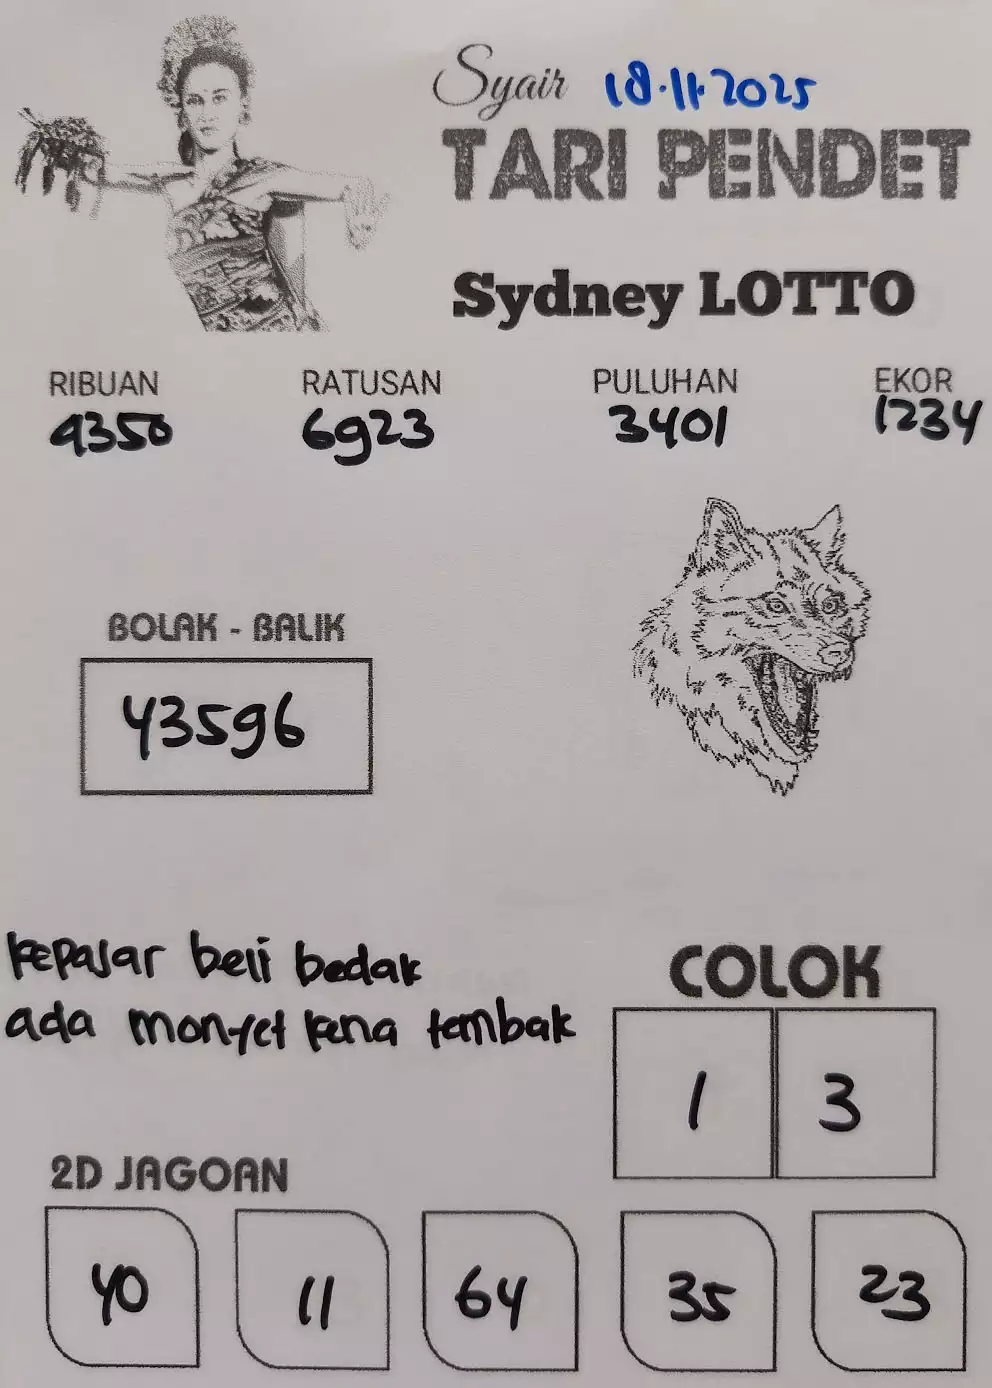 Syair 18.11.2025
TARI PENDET
Sydney LOTTO
RIBUAN RATUSAN PULUHAN EKOR
4350 6923 3401 1234
BOLAK - BALIK
43596
kepasar beli bedak
ada monyet kena tembak
COLOK
1 3
2D JAGOAN
40 11 64 35 23